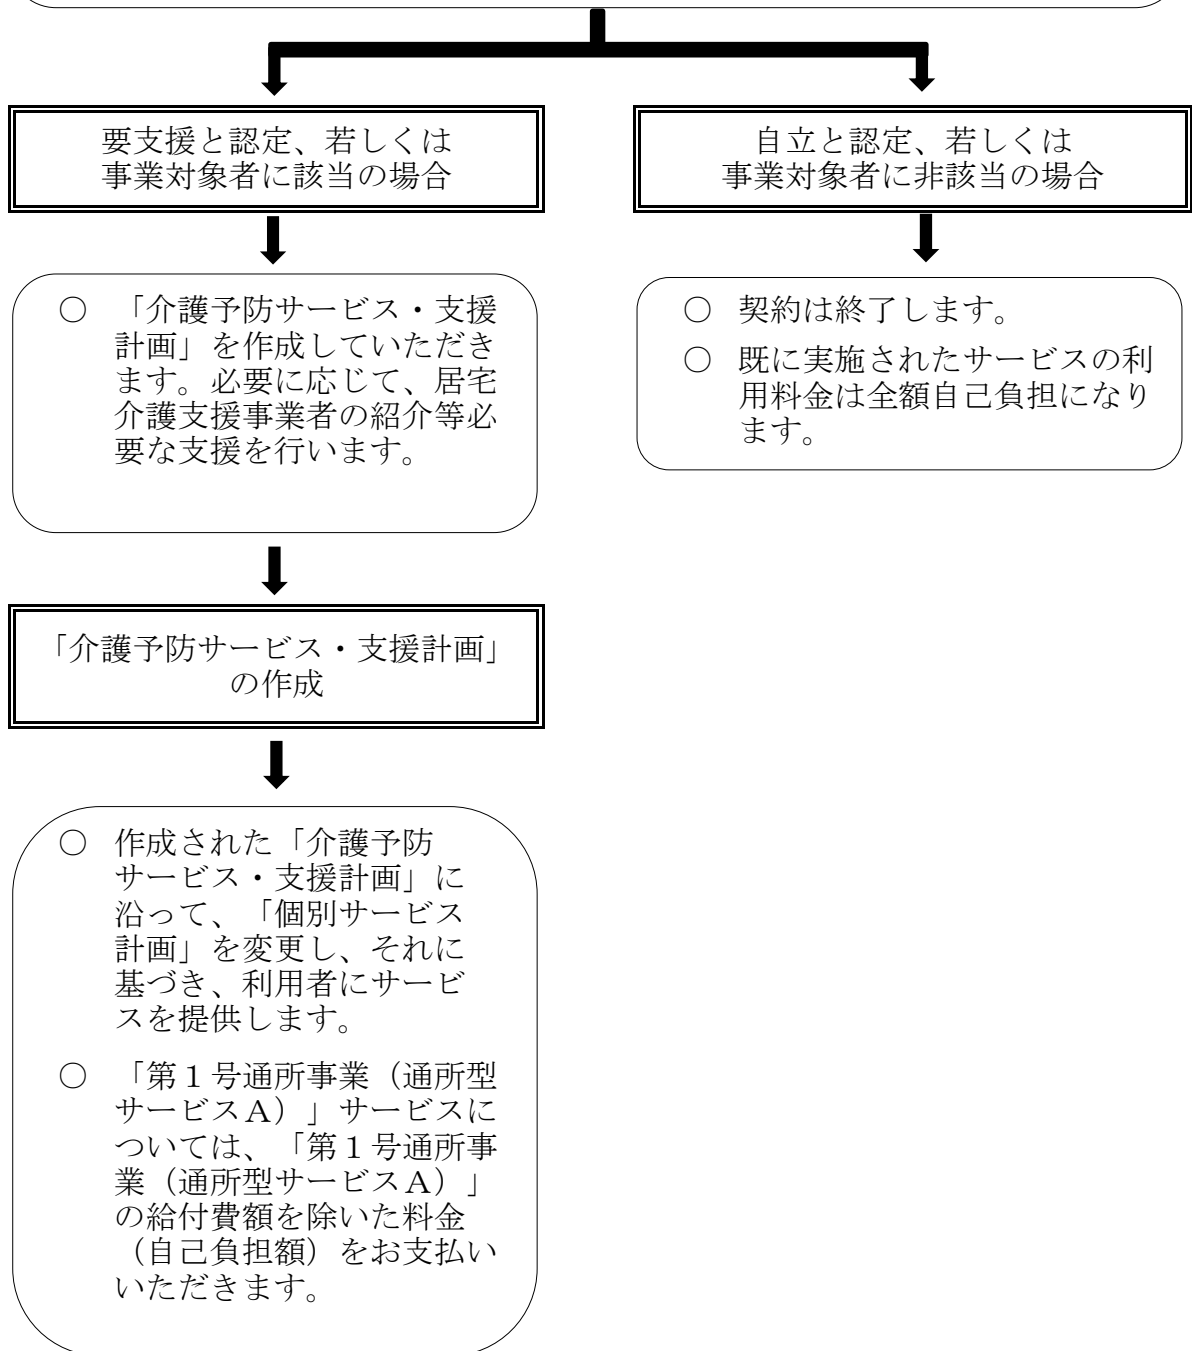 要支援と認定、若しくは
事業対象者に該当の場合
自立と認定、若しくは
事業対象者に非該当の場合
○　「介護予防サービス・支援
計画」を作成していただき
ます。必要に応じて、居宅
介護支援事業者の紹介等必
要な支援を行います。
○　契約は終了します。
○　既に実施されたサービスの利
用料金は全額自己負担になり
ます。
「介護予防サービス・支援計画」
の作成
○　作成された「介護予防
サービス・支援計画」に
沿って、「個別サービス
計画」を変更し、それに
基づき、利用者にサービ
スを提供します。
○　「第１号通所事業（通所型
サービスＡ）」サービスに
ついては、「第１号通所事
業（通所型サービスＡ）」
の給付費額を除いた料金
（自己負担額）をお支払い
いただきます。